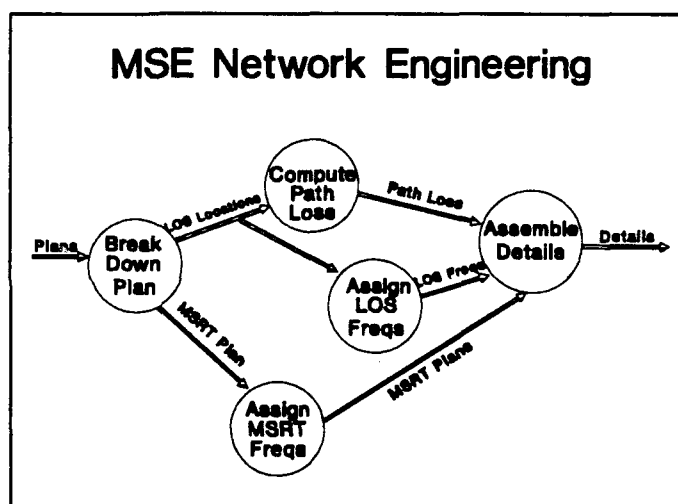 MSE Network Engineering
Plans
Break
Down
Plan
LOS Locations
Compute
Path
Loss
Path Loss
Assign
LOS
Freqs
LOS Freqs
Assemble
Details
Details
MSRT Plan
Assign
MSRT
Freqs
MSRT Plans